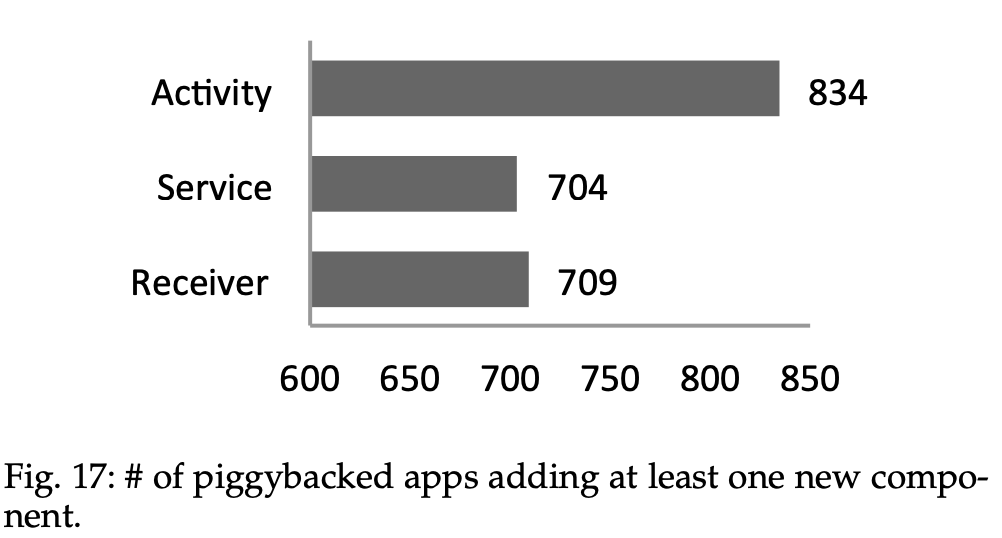 Activity 834
Service 704
Receiver 709
600 650 700 750 800 850
Fig. 17: # of piggybacked apps adding at least one new compo-
nent.